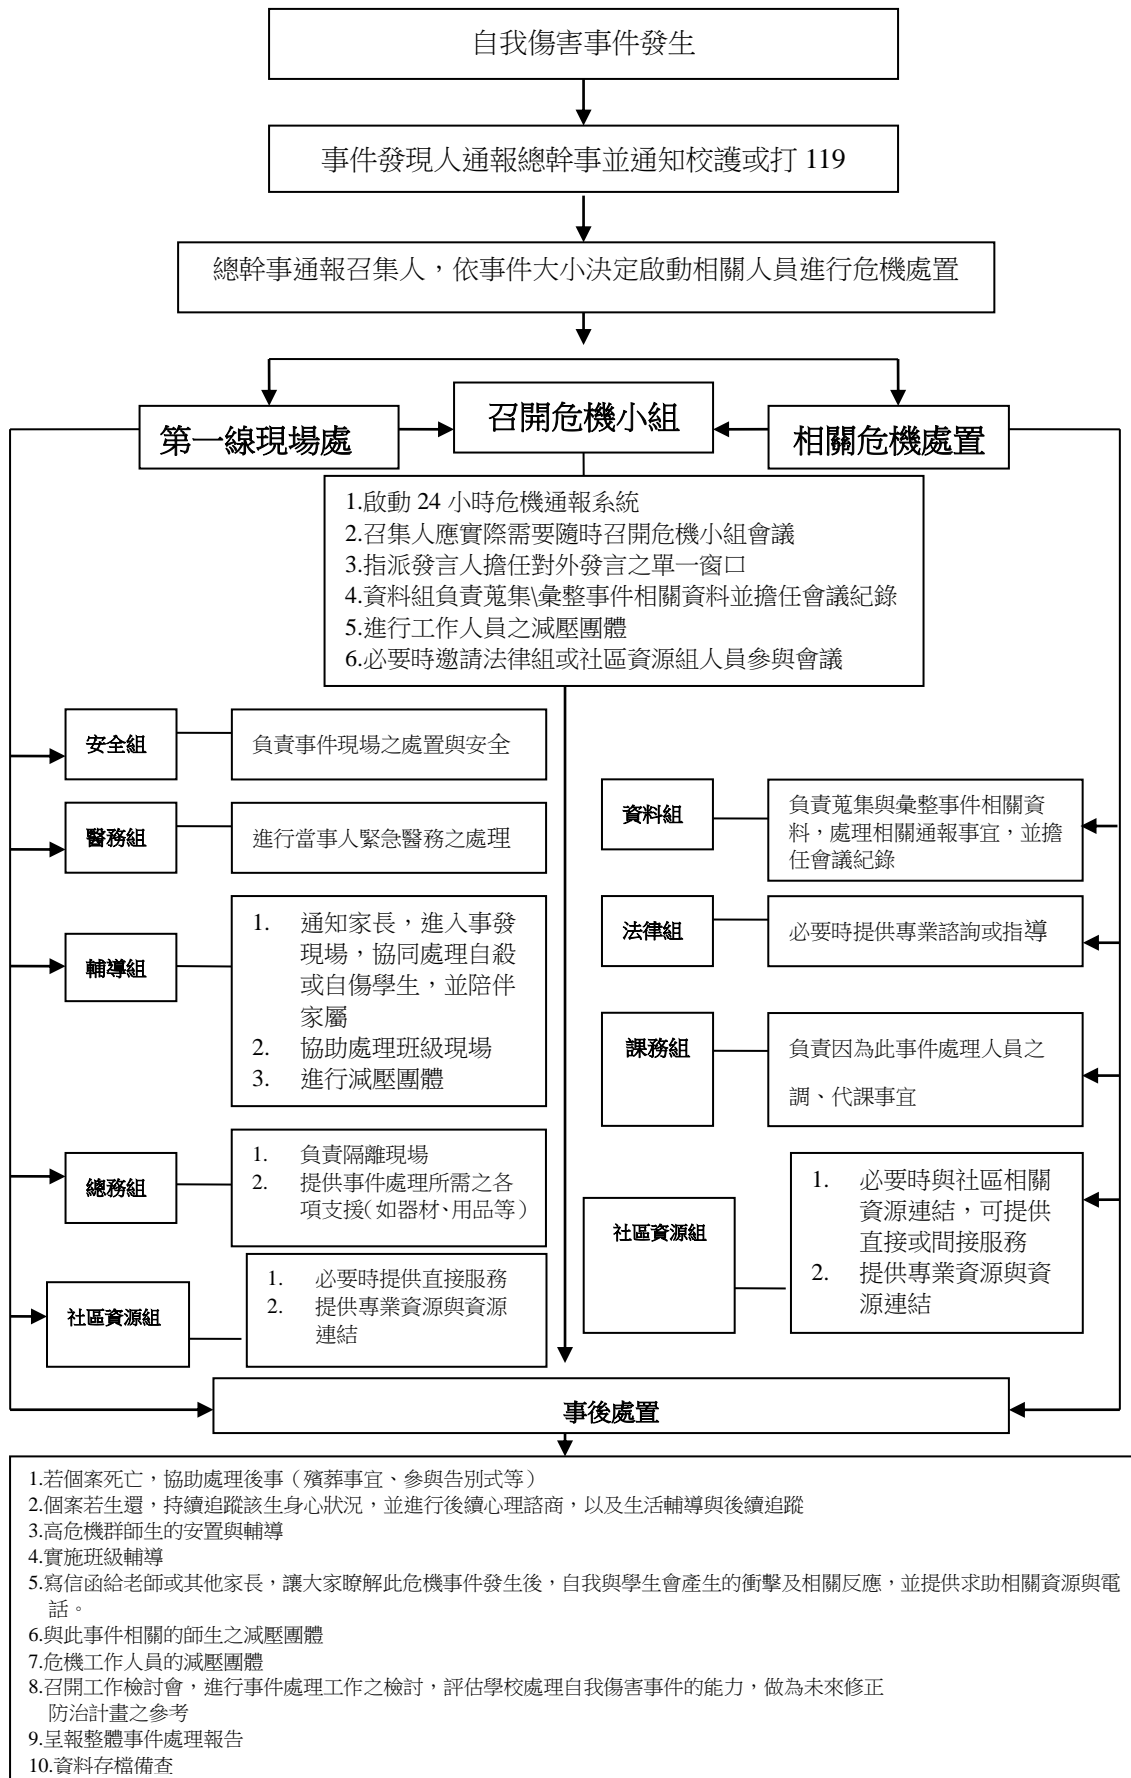 自我傷害事件發生
事件發現人通報總幹事並通知校護或打 119
總幹事通報召集人，依事件大小決定啟動相關人員進行危機處置
第一線現場處
召開危機小組
相關危機處置
1.啟動 24 小時危機通報系統
2.召集人應實際需要隨時召開危機小組會議
3.指派發言人擔任對外發言之單一窗口
4.資料組負責蒐集\彙整事件相關資料並擔任會議紀錄
5.進行工作人員之減壓團體
6.必要時邀請法律組或社區資源組人員參與會議
安全組
負責事件現場之處置與安全
醫務組
進行當事人緊急醫務之處理
輔導組
1. 通知家長，進入事發
現場，協同處理自殺
或自傷學生，並陪伴
家屬
2. 協助處理班級現場
3. 進行減壓團體
總務組
1. 負責隔離現場
2. 提供事件處理所需之各
項支援（如器材、用品等）
社區資源組
1. 必要時提供直接服務
2. 提供專業資源與資源
連結
資料組
負責蒐集與彙整事件相關資
料，處理相關通報事宜，並擔
任會議紀錄
法律組
必要時提供專業諮詢或指導
課務組
負責因為此事件處理人員之
調、代課事宜
社區資源組
1. 必要時與社區相關
資源連結，可提供
直接或間接服務
2. 提供專業資源與資
源連結
事後處置
1.若個案死亡，協助處理後事（殯葬事宜、參與告別式等）
2.個案若生還，持續追蹤該生身心狀況，並進行後續心理諮商，以及生活輔導與後續追蹤
3.高危機群師生的安置與輔導
4.實施班級輔導
5.寫信函給老師或其他家長，讓大家瞭解此危機事件發生後，自我與學生會產生的衝擊及相關反應，並提供求助相關資源與電
話。
6.與此事件相關的師生之減壓團體
7.危機工作人員的減壓團體
8.召開工作檢討會，進行事件處理工作之檢討，評估學校處理自我傷害事件的能力，做為未來修正
防治計畫之參考
9.呈報整體事件處理報告
10.資料存檔備查